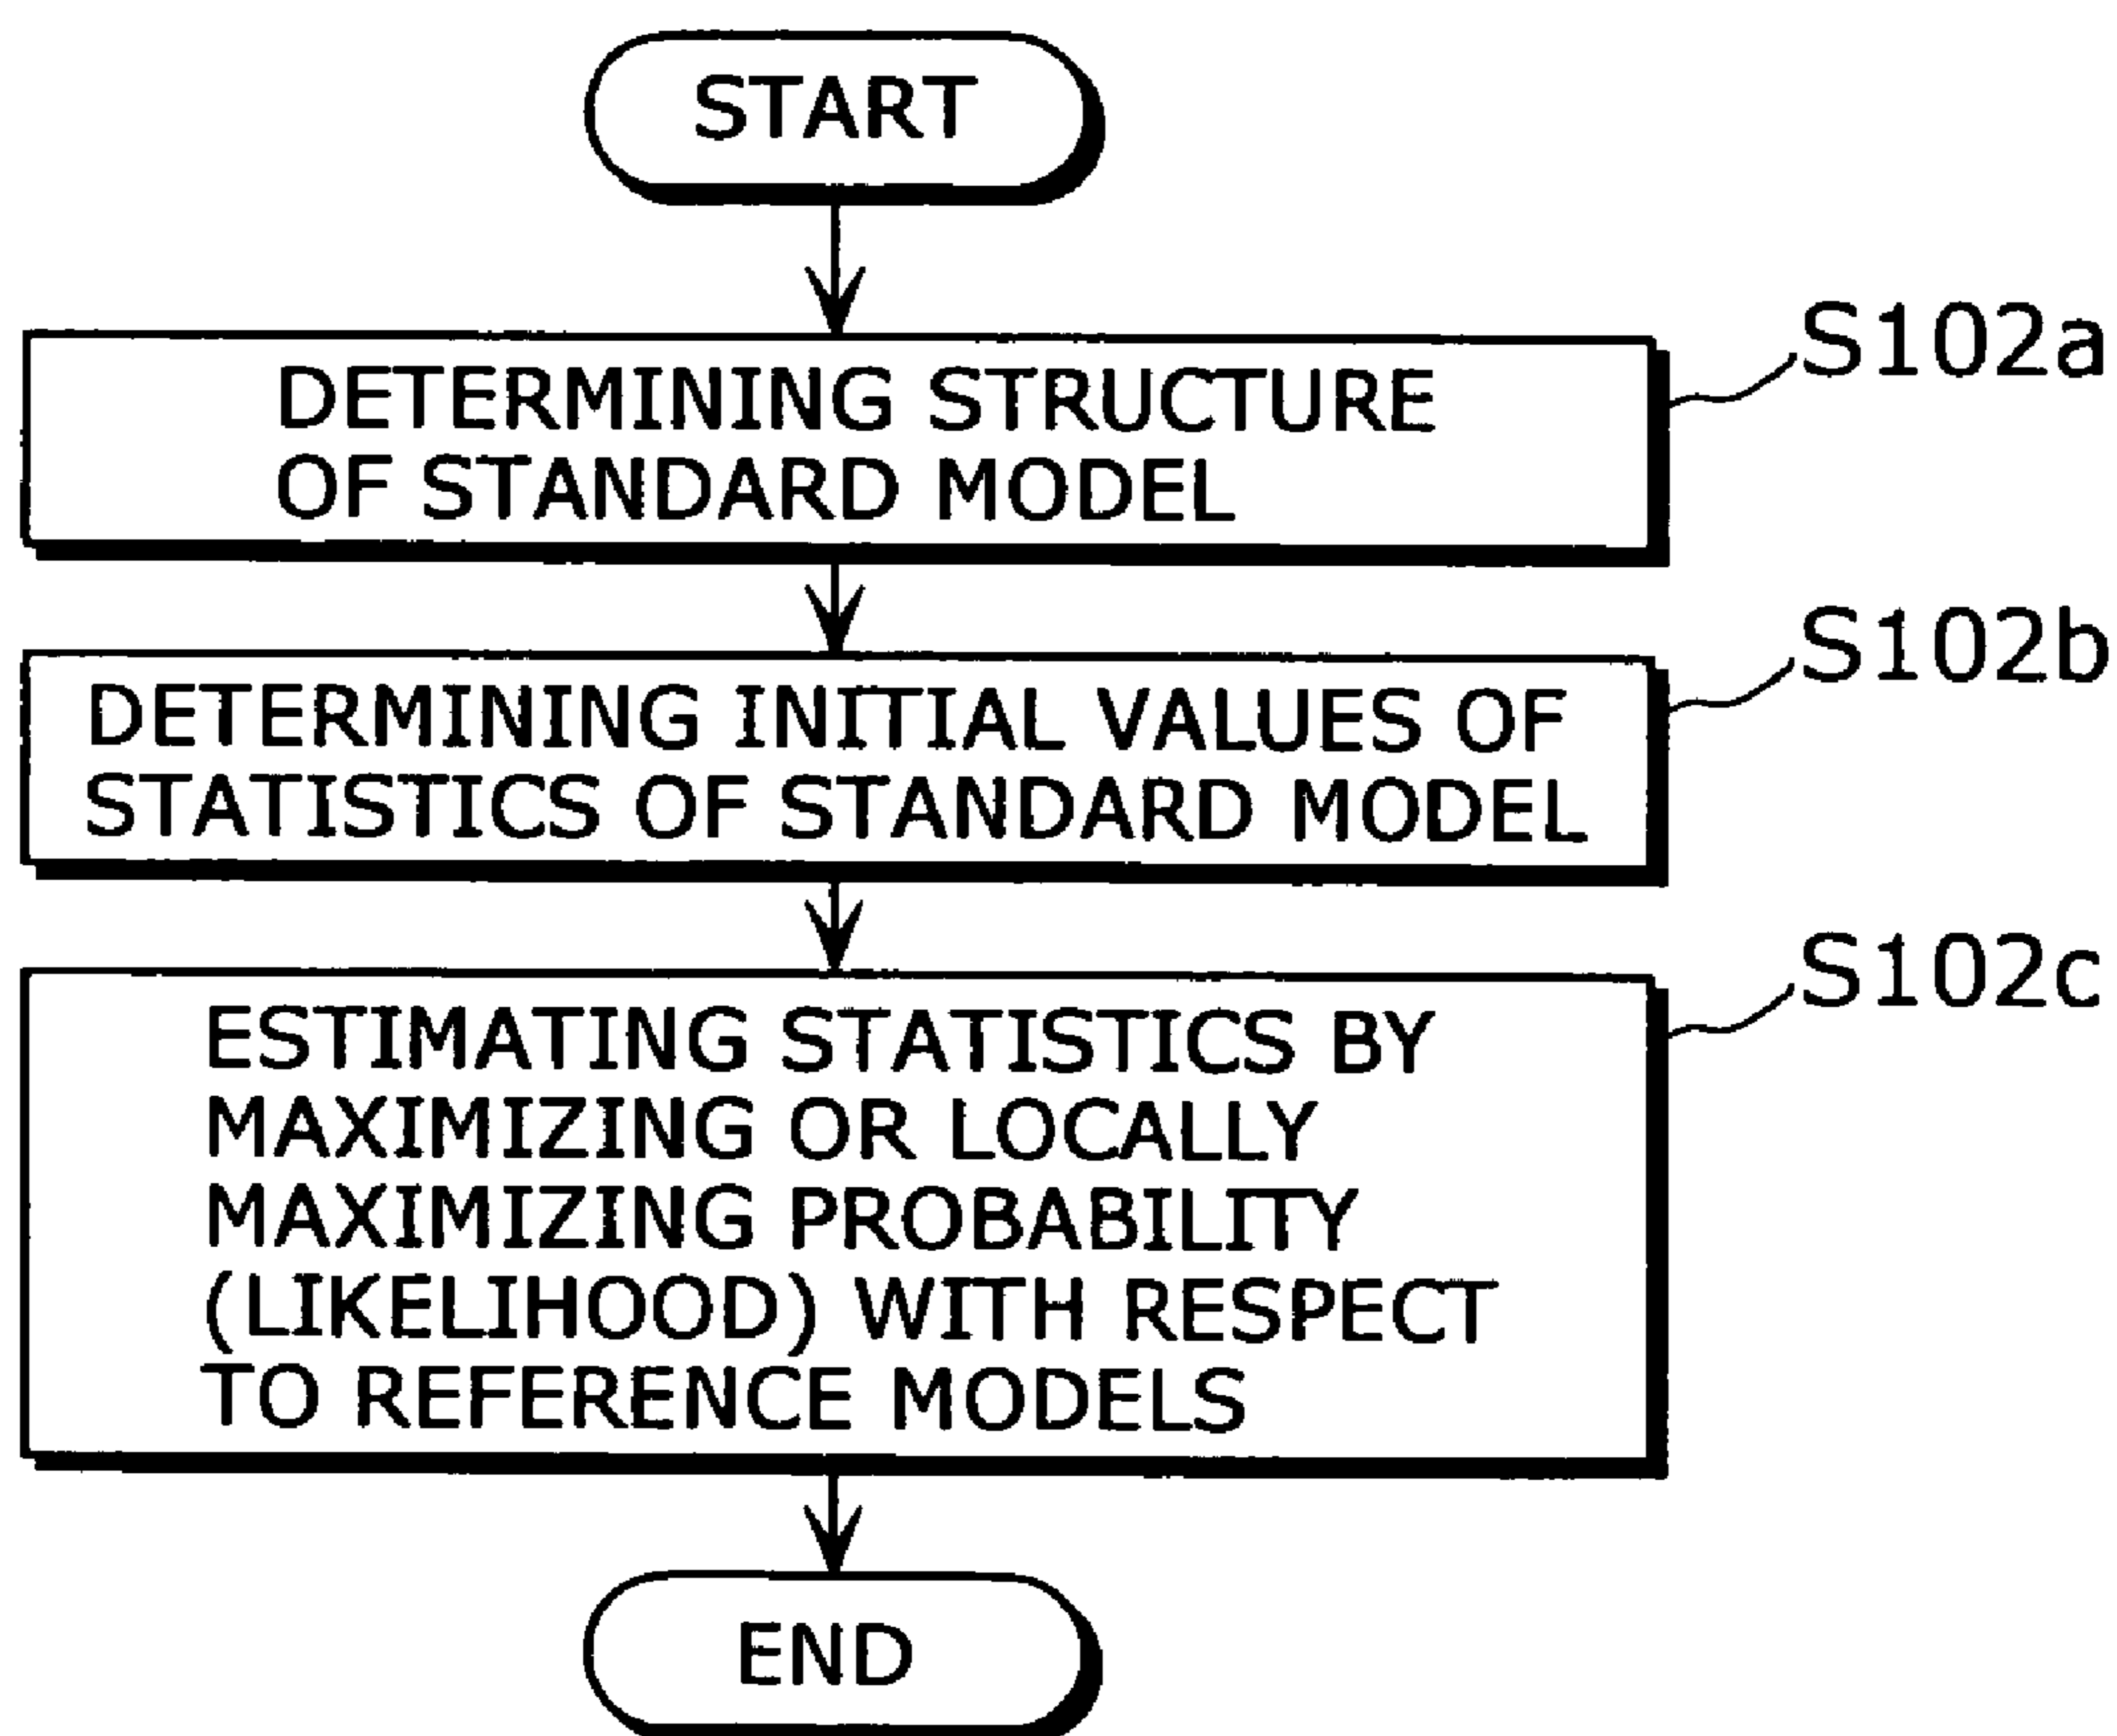 START
S102a
DETERMINING STRUCTURE
OF STANDARD MODEL
S102b
DETERMINING INITIAL VALUES OF
STATISTICS OF STANDARD MODEL
S102c
ESTIMATING STATISTICS BY
MAXIMIZING OR LOCALLY
MAXIMIZING PROBABILITY
(LIKELIHOOD) WITH RESPECT
TO REFERENCE MODELS
END